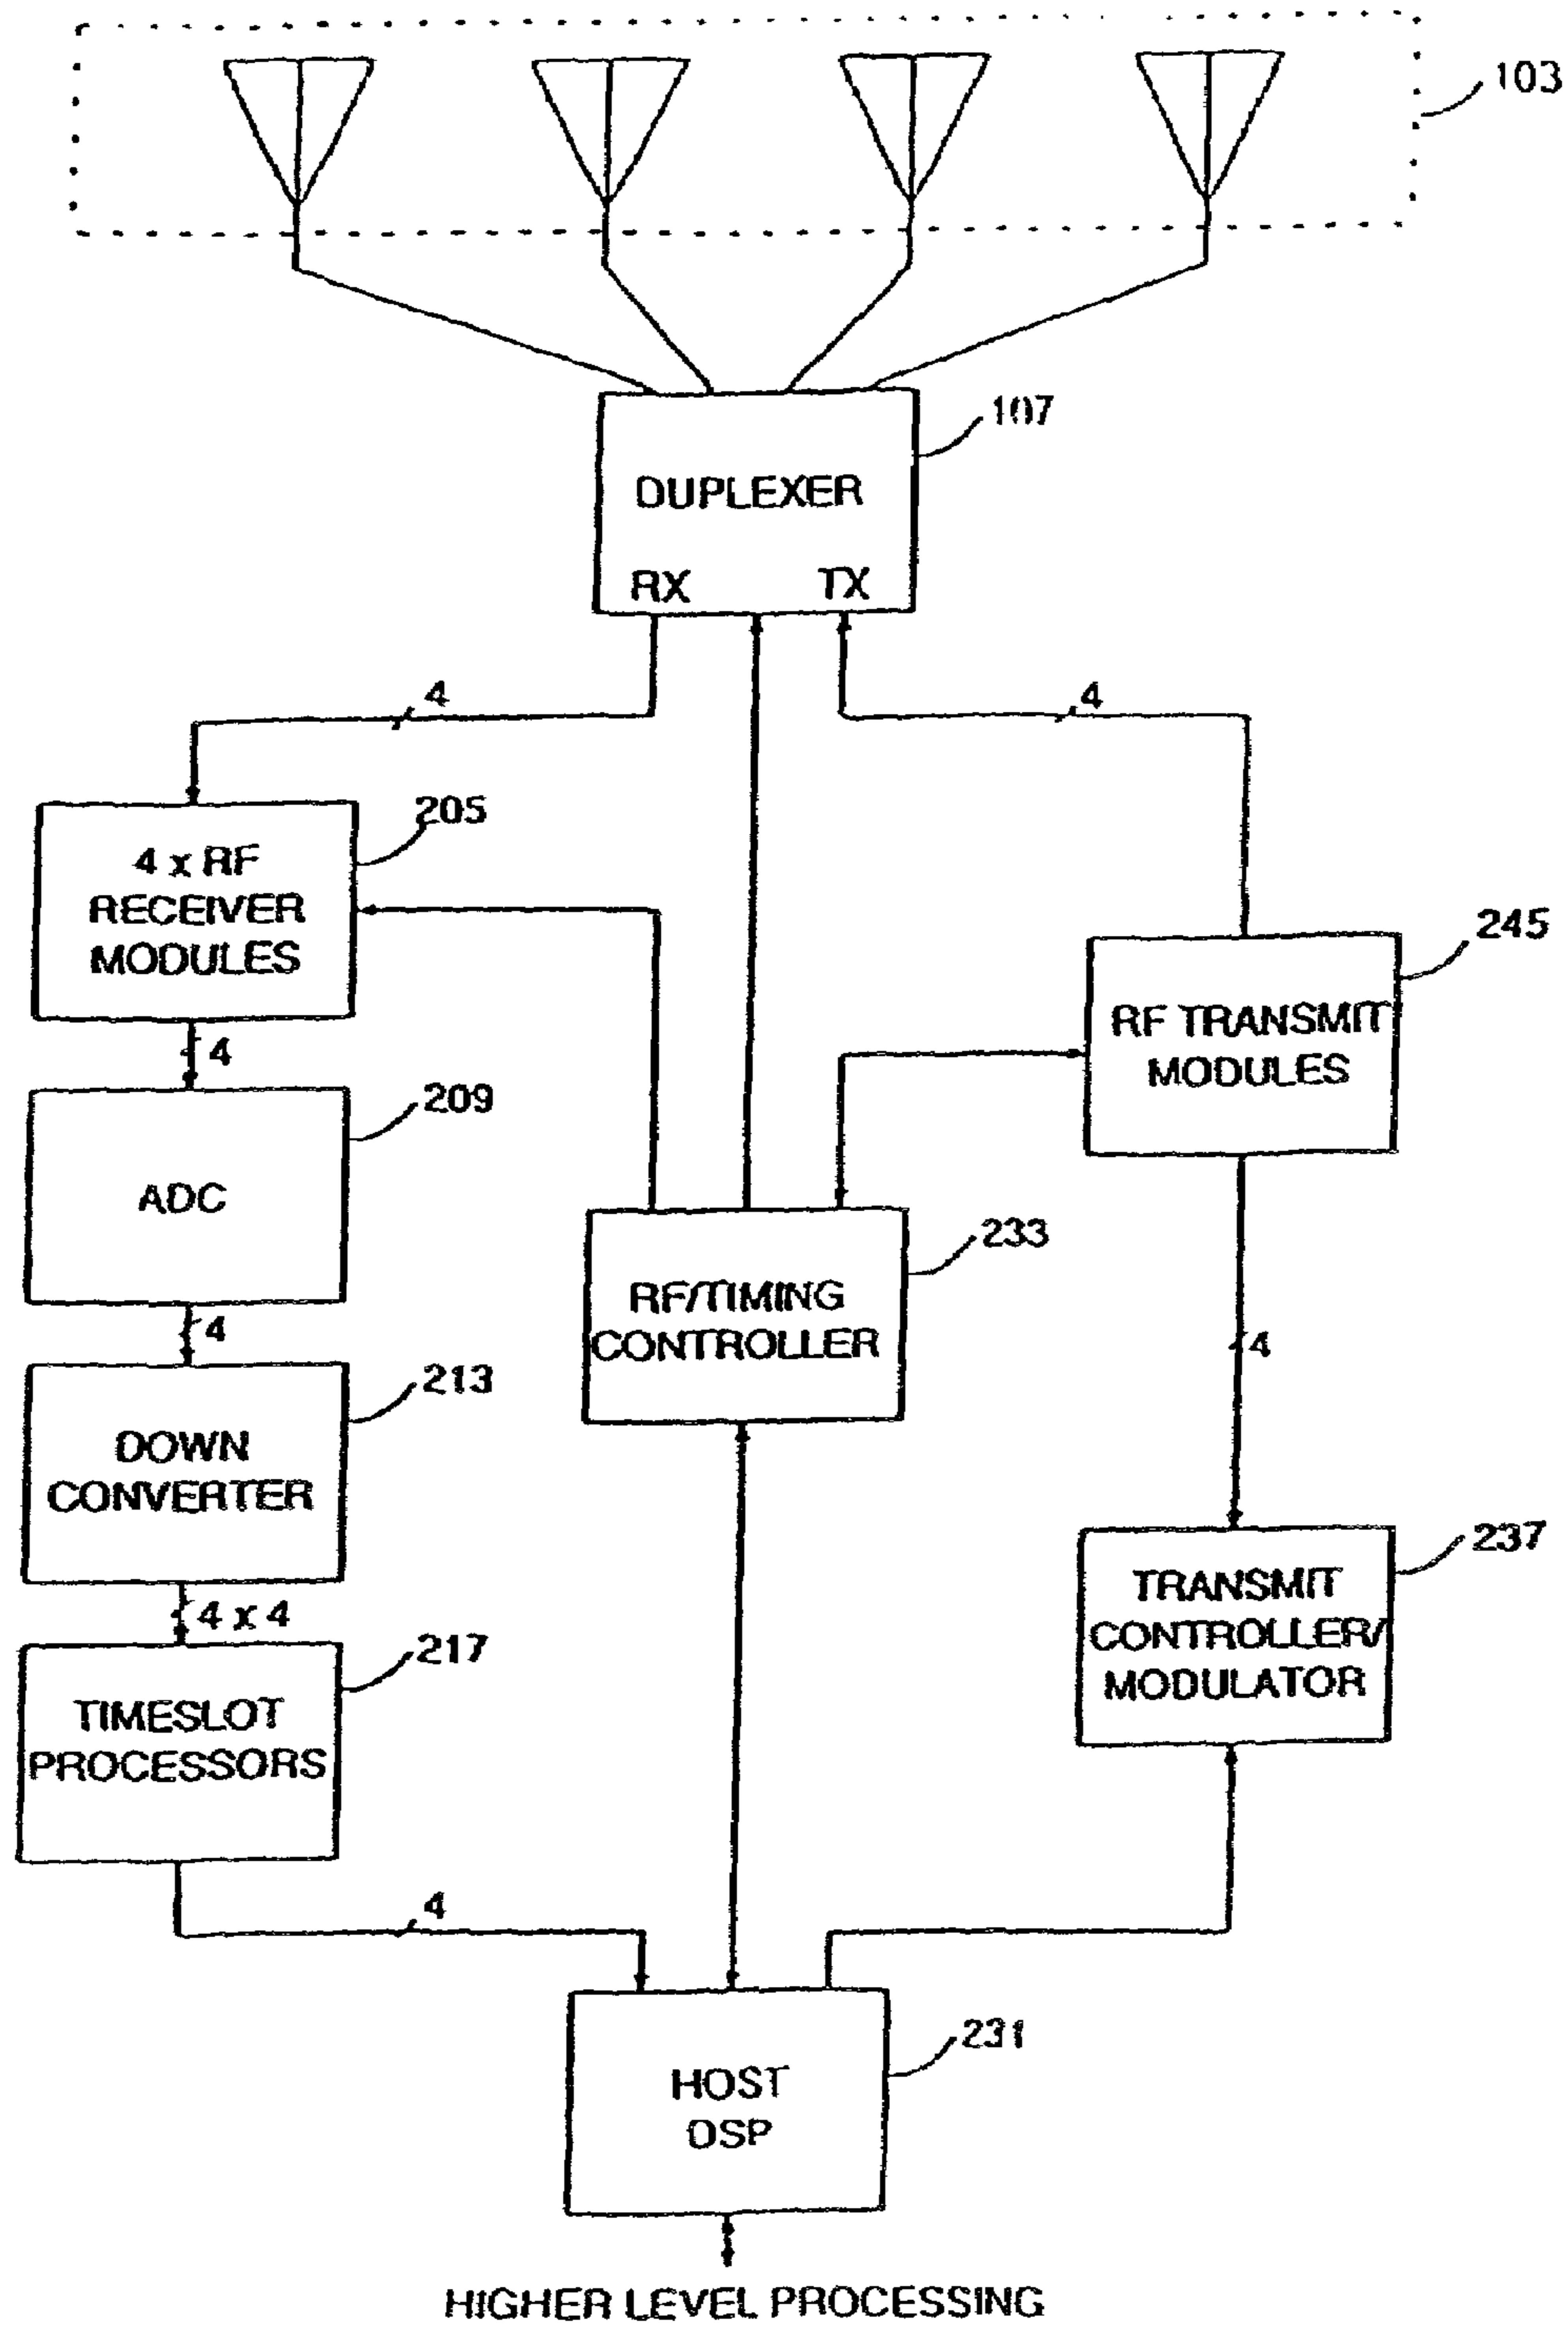 103
107
DUPLEXER
RX TX
4
4
205
4 x RF
RECEIVER
MODULES
245
RF TRANSMIT
MODULES
4
209
ADC
233
RF/TIMING
CONTROLLER
4
4
213
DOWN
CONVERTER
237
TRANSMIT
CONTROLLER/
MODULATOR
4 x 4
217
TIMESLOT
PROCESSORS
4
231
HOST
DSP
HIGHER LEVEL PROCESSING